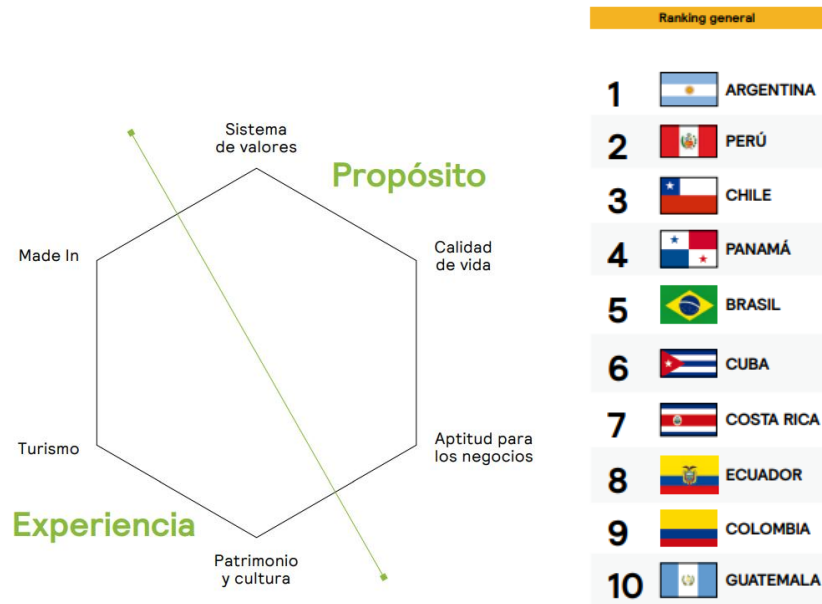 Sistema
de valores
Propósito
Made In
Calidad
de vida
Turismo
Aptitud para
los negocios
Experiencia
Patrimonio
y cultura
Ranking general
1 ARGENTINA
2 PERÚ
3 CHILE
4 PANAMÁ
5 BRASIL
6 CUBA
7 COSTA RICA
8 ECUADOR
9 COLOMBIA
10 GUATEMALA